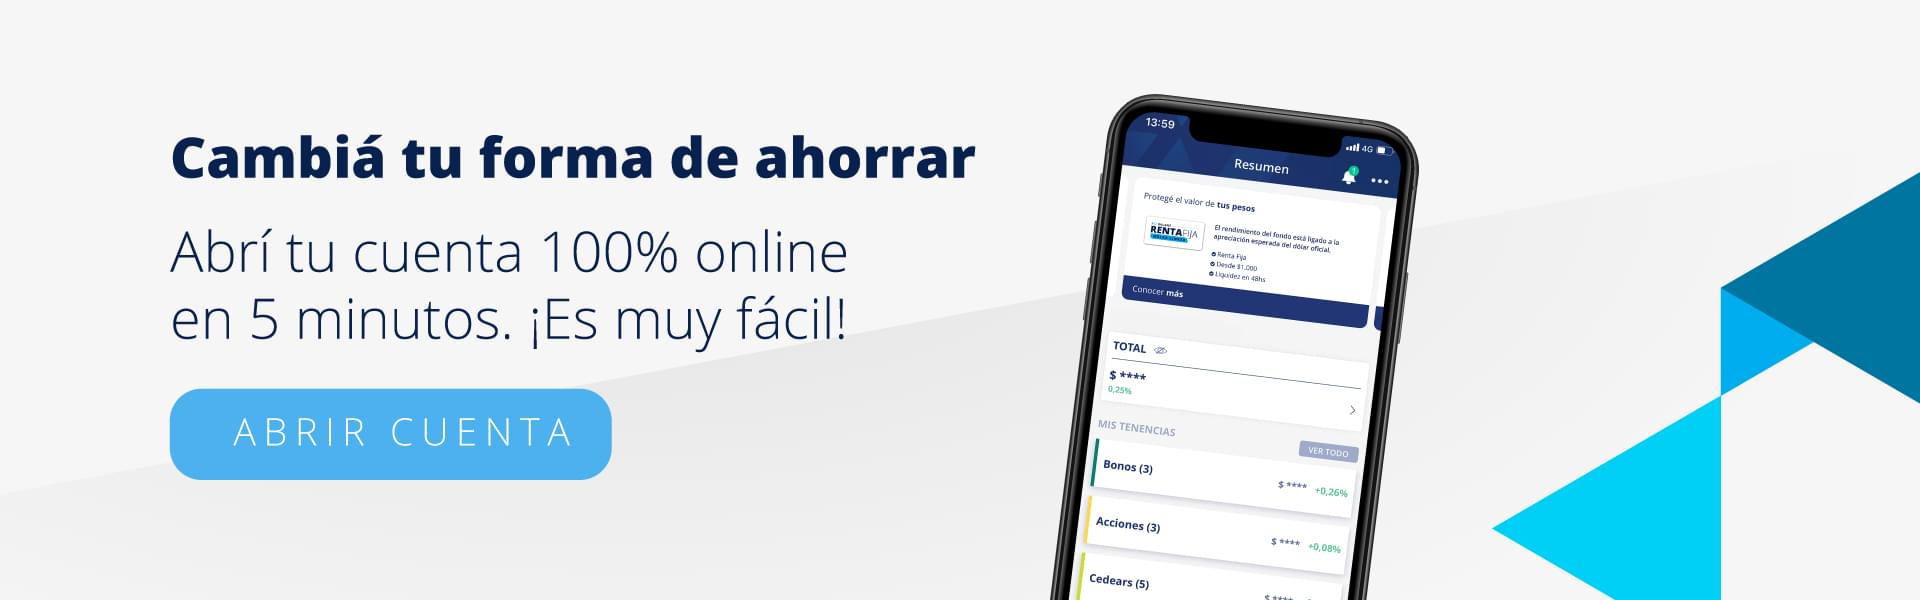 Cambiá tu forma de ahorrar
Abrí tu cuenta 100% online
en 5 minutos. ¡Es muy fácil!
ABRIR CUENTA
13:59
4G
Resumen
1
Protegé el valor de tus pesos
RENTA FIJA
El rendimiento del fondo está ligado a la
apreciación esperada del dólar oficial.
Renta Fija
Desde $1.000
Liquidez en 48hs
Conocer más
TOTAL
$ ****
0,25%
MIS TENENCIAS
VER TODO
Bonos (3)
$ **** +0,26%
Acciones (3)
$ **** +0,08%
Cedears (5)
$ ****